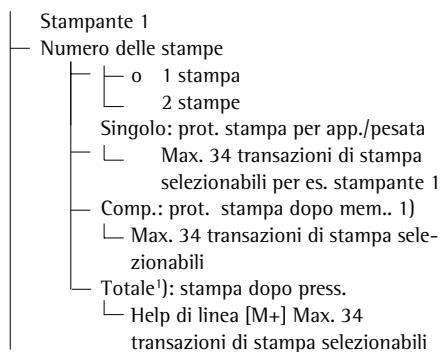 Stampante 1
Numero delle stampe
o 1 stampa
2 stampe
Singolo: prot. stampa per app./pesata
Max. 34 transazioni di stampa
selezionabili per es. stampante 1
Comp.: prot. stampa dopo mem.. 1)
Max. 34 transazioni di stampa sele-
zionabili
Totale¹): stampa dopo press.
Help di linea [M+] Max. 34
transazioni di stampa selezionabili